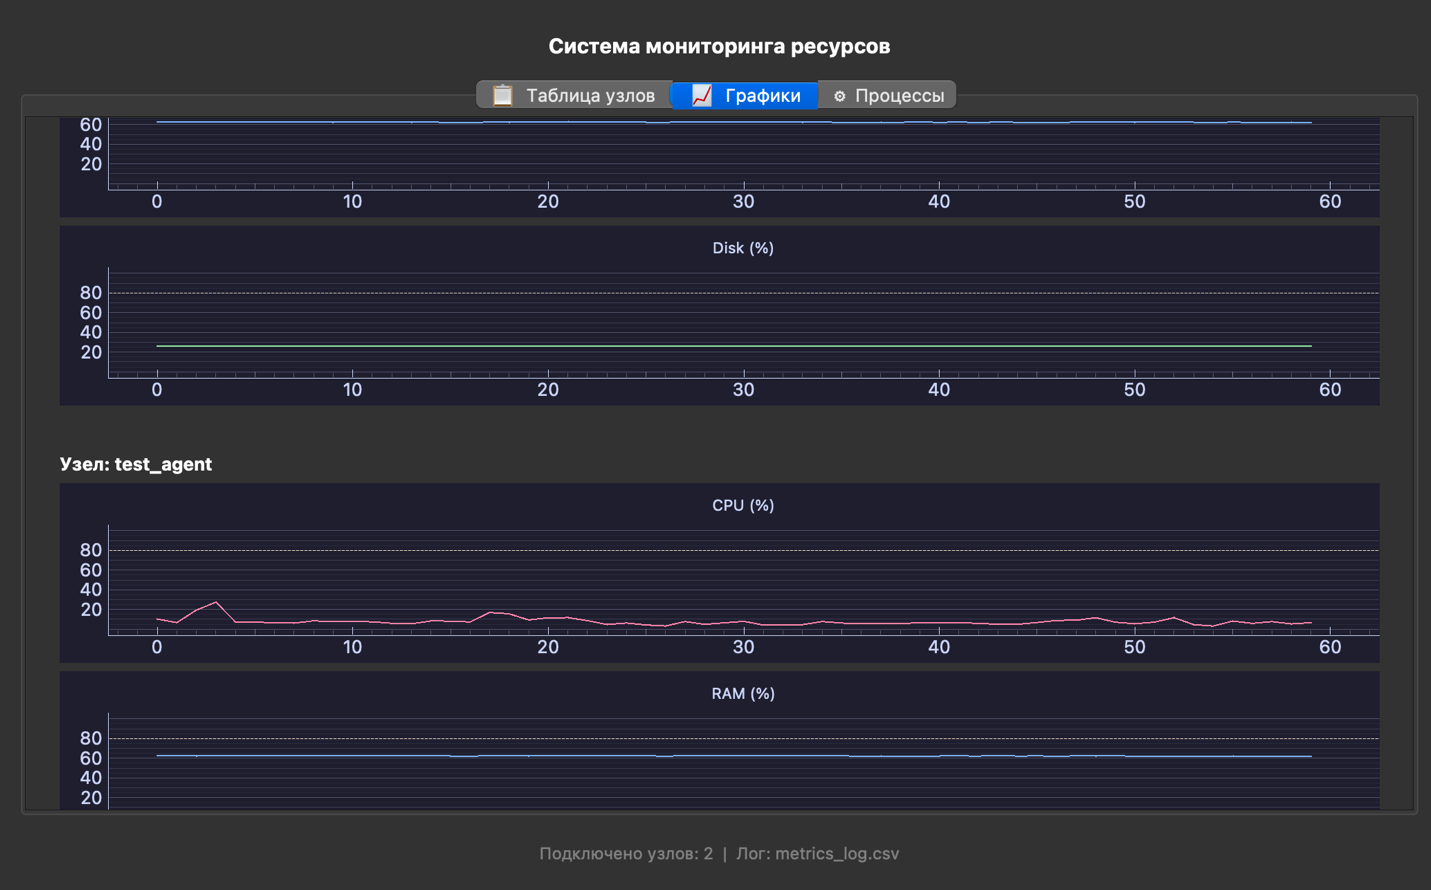 Система мониторинга ресурсов
📋 Таблица узлов 📈 Графики ⚙ Процессы
60
40
20
0 10 20 30 40 50 60
Disk (%)
80
60
40
20
0 10 20 30 40 50 60
Узел: test_agent
CPU (%)
80
60
40
20
0 10 20 30 40 50 60
RAM (%)
80
60
40
20
Подключено узлов: 2 | Лог: metrics_log.csv